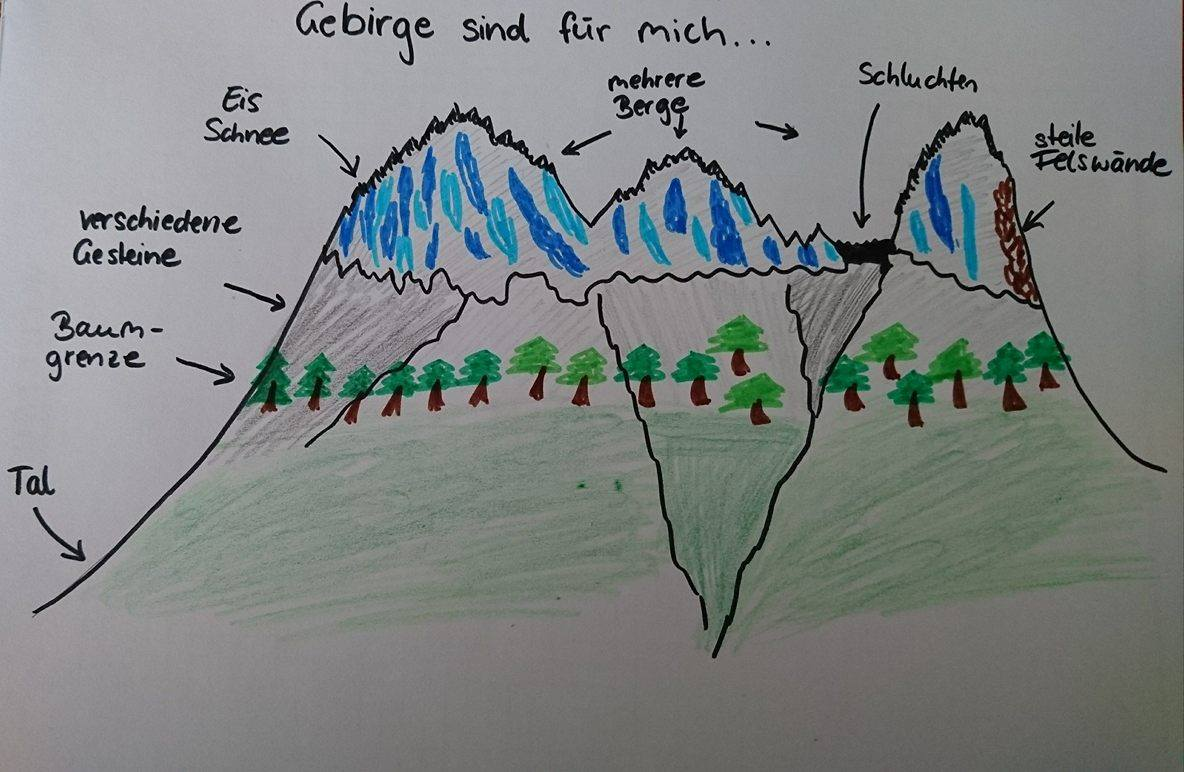 Gebirge sind für mich...
mehrere
Berge
Schluchten
Eis
Schnee
steile
Felswände
verschiedene
Gesteine
Baum-
grenze
Tal